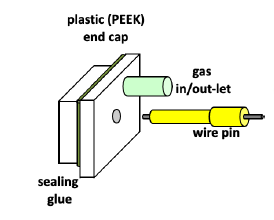 plastic (PEEK)
end cap
gas
in/out-let
wire pin
sealing
glue